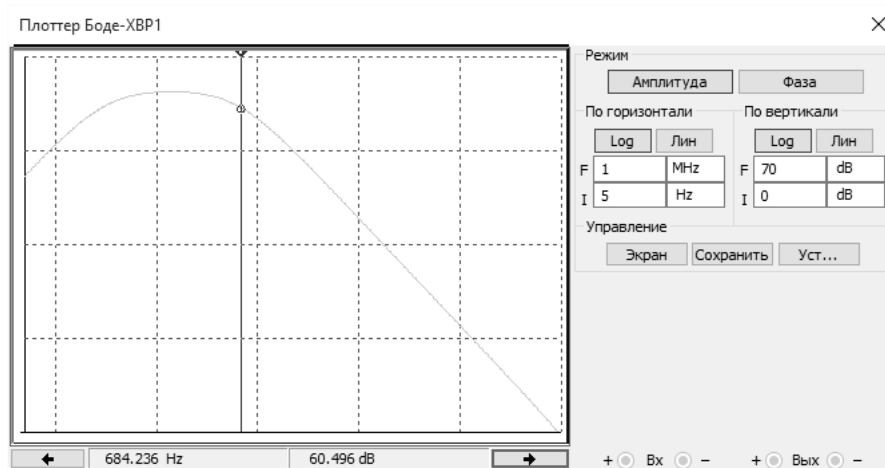 Плоттер Боде-XBP1
Режим
Амплитуда Фаза
По горизонтали По вертикали
Log Лин Log Лин
F 1 MHz F 70 dB
I 5 Hz I 0 dB
Управление
Экран Сохранить Уст...
684.236 Hz 60.496 dB
+ Вх − + Вых −